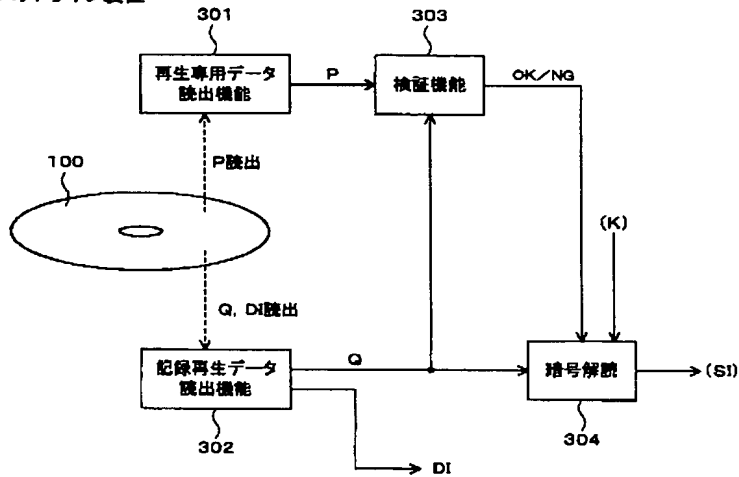 301
303
再生専用データ
読出機能
P
検証機能
OK/NG
P読出
100
(K)
Q, DI読出
記録再生データ
読出機能
Q
暗号解読
(SI)
302
304
DI